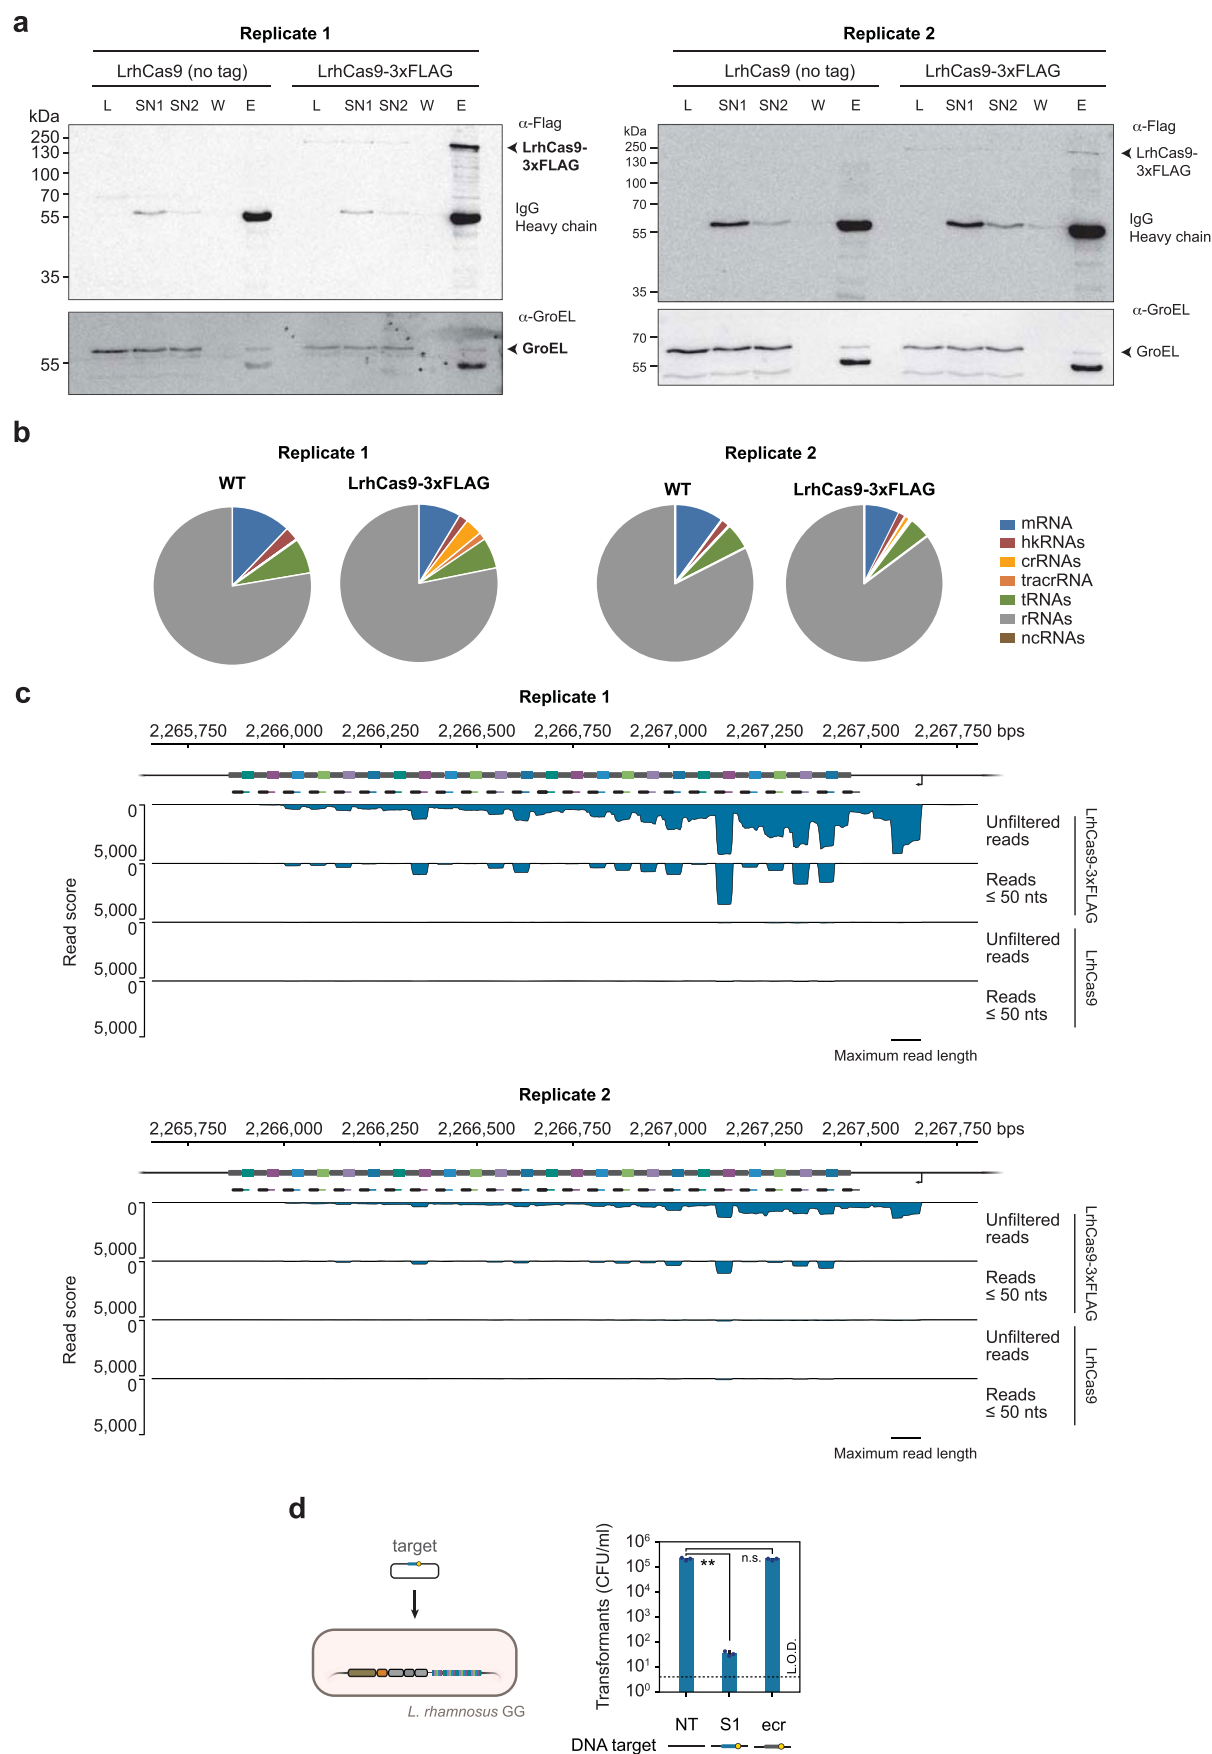 a
Replicate 1
LrhCas9 (no tag) LrhCas9-3xFLAG
L SN1 SN2 W E L SN1 SN2 W E
kDa
250
130
100
70
55
35
α-Flag
LrhCas9-
3xFLAG
IgG
Heavy chain
α-GroEL
GroEL
55
Replicate 2
LrhCas9 (no tag) LrhCas9-3xFLAG
L SN1 SN2 W E L SN1 SN2 W E
kDa
250
130
100
70
55
35
α-Flag
LrhCas9-
3xFLAG
IgG
Heavy chain
α-GroEL
70
55
GroEL
b
Replicate 1
WT LrhCas9-3xFLAG
Replicate 2
WT LrhCas9-3xFLAG
mRNA
hkRNAs
crRNAs
tracrRNA
tRNAs
rRNAs
ncRNAs
c
Replicate 1
2,265,750 2,266,000 2,266,250 2,266,500 2,266,750 2,267,000 2,267,250 2,267,500 2,267,750 bps
Read score
0
5,000
0
5,000
0
5,000
0
5,000
Unfiltered
reads
Reads
≤ 50 nts
LrhCas9-3xFLAG
Unfiltered
reads
Reads
≤ 50 nts
LrhCas9
Maximum read length
Replicate 2
2,265,750 2,266,000 2,266,250 2,266,500 2,266,750 2,267,000 2,267,250 2,267,500 2,267,750 bps
Read score
0
5,000
0
5,000
0
5,000
0
5,000
Unfiltered
reads
Reads
≤ 50 nts
LrhCas9-3xFLAG
Unfiltered
reads
Reads
≤ 50 nts
LrhCas9
Maximum read length
d
target
L. rhamnosus GG
Transformants (CFU/ml)
10⁶
10⁵
10⁴
10³
10²
10¹
10⁰
**
n.s.
L.O.D.
NT S1 ecr
DNA target